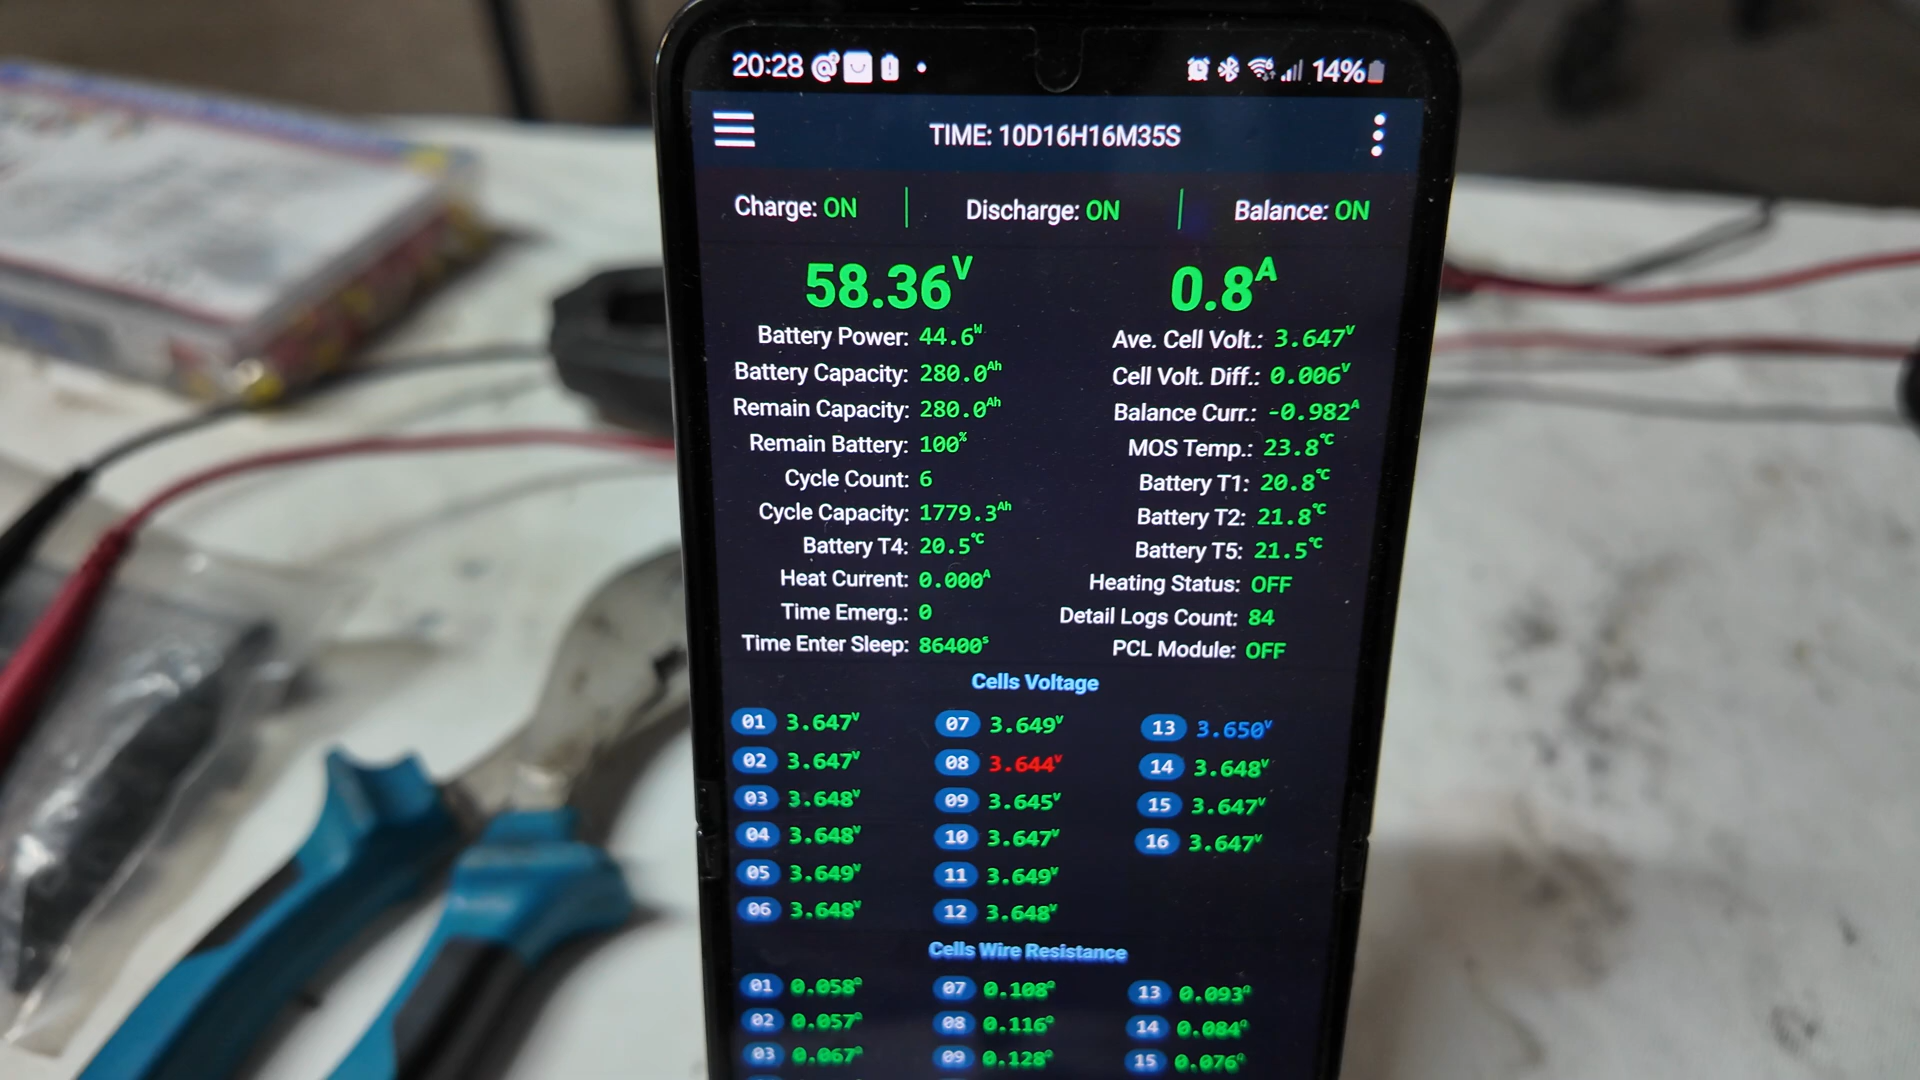 20:28 14%
TIME: 10D16H16M35S
Charge: ON Discharge: ON Balance: ON
58.36V 0.8A
Battery Power: 44.6W Ave. Cell Volt.: 3.647V
Battery Capacity: 280.0Ah Cell Volt. Diff.: 0.006V
Remain Capacity: 280.0Ah Balance Curr.: -0.982A
Remain Battery: 100% MOS Temp.: 23.8°C
Cycle Count: 6 Battery T1: 20.8°C
Cycle Capacity: 1779.3Ah Battery T2: 21.8°C
Battery T4: 20.5°C Battery T5: 21.5°C
Heat Current: 0.000A Heating Status: OFF
Time Emerg.: 0 Detail Logs Count: 84
Time Enter Sleep: 86400s PCL Module: OFF
Cells Voltage
01 3.647V 07 3.649V 13 3.650V
02 3.647V 08 3.644V 14 3.648V
03 3.648V 09 3.645V 15 3.647V
04 3.648V 10 3.647V 16 3.647V
05 3.649V 11 3.649V
06 3.648V 12 3.648V
Cells Wire Resistance
01 0.058Ω 07 0.108Ω 13 0.093Ω
02 0.057Ω 08 0.116Ω 14 0.084Ω
03 0.067Ω 09 0.128Ω 15 0.076Ω